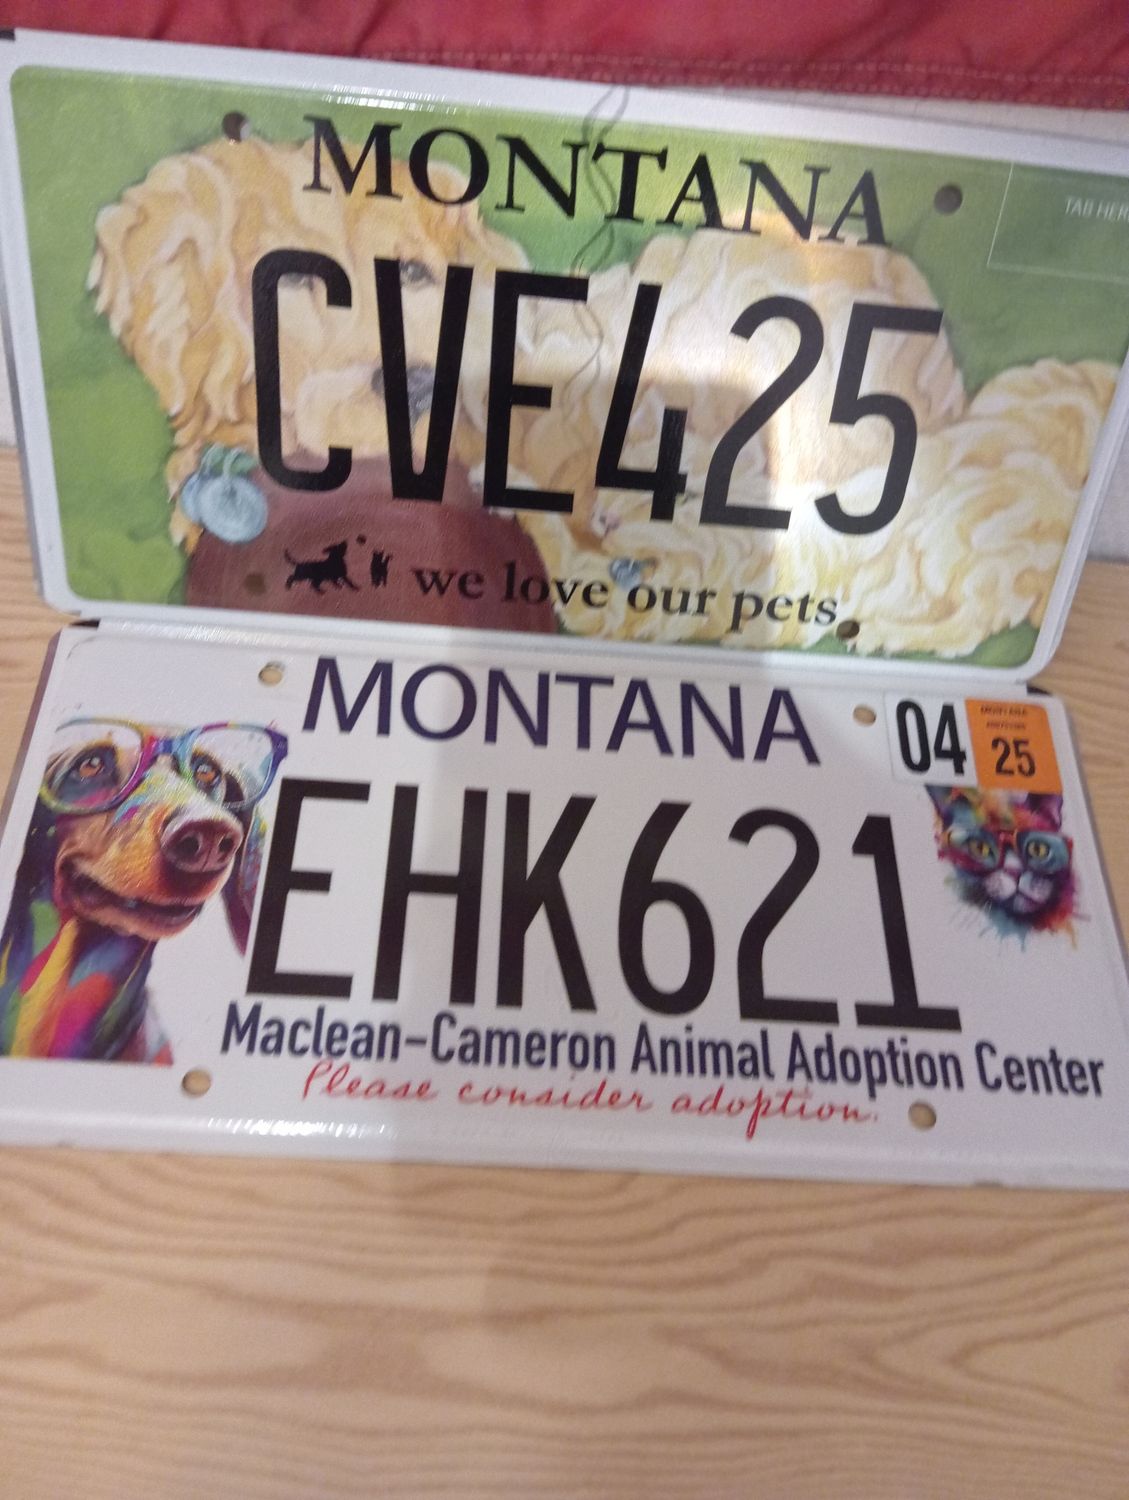 MONTANA
CVE425
we love our pets
MONTANA
04
25
EHK621
Maclean-Cameron Animal Adoption Center
Please consider adoption.